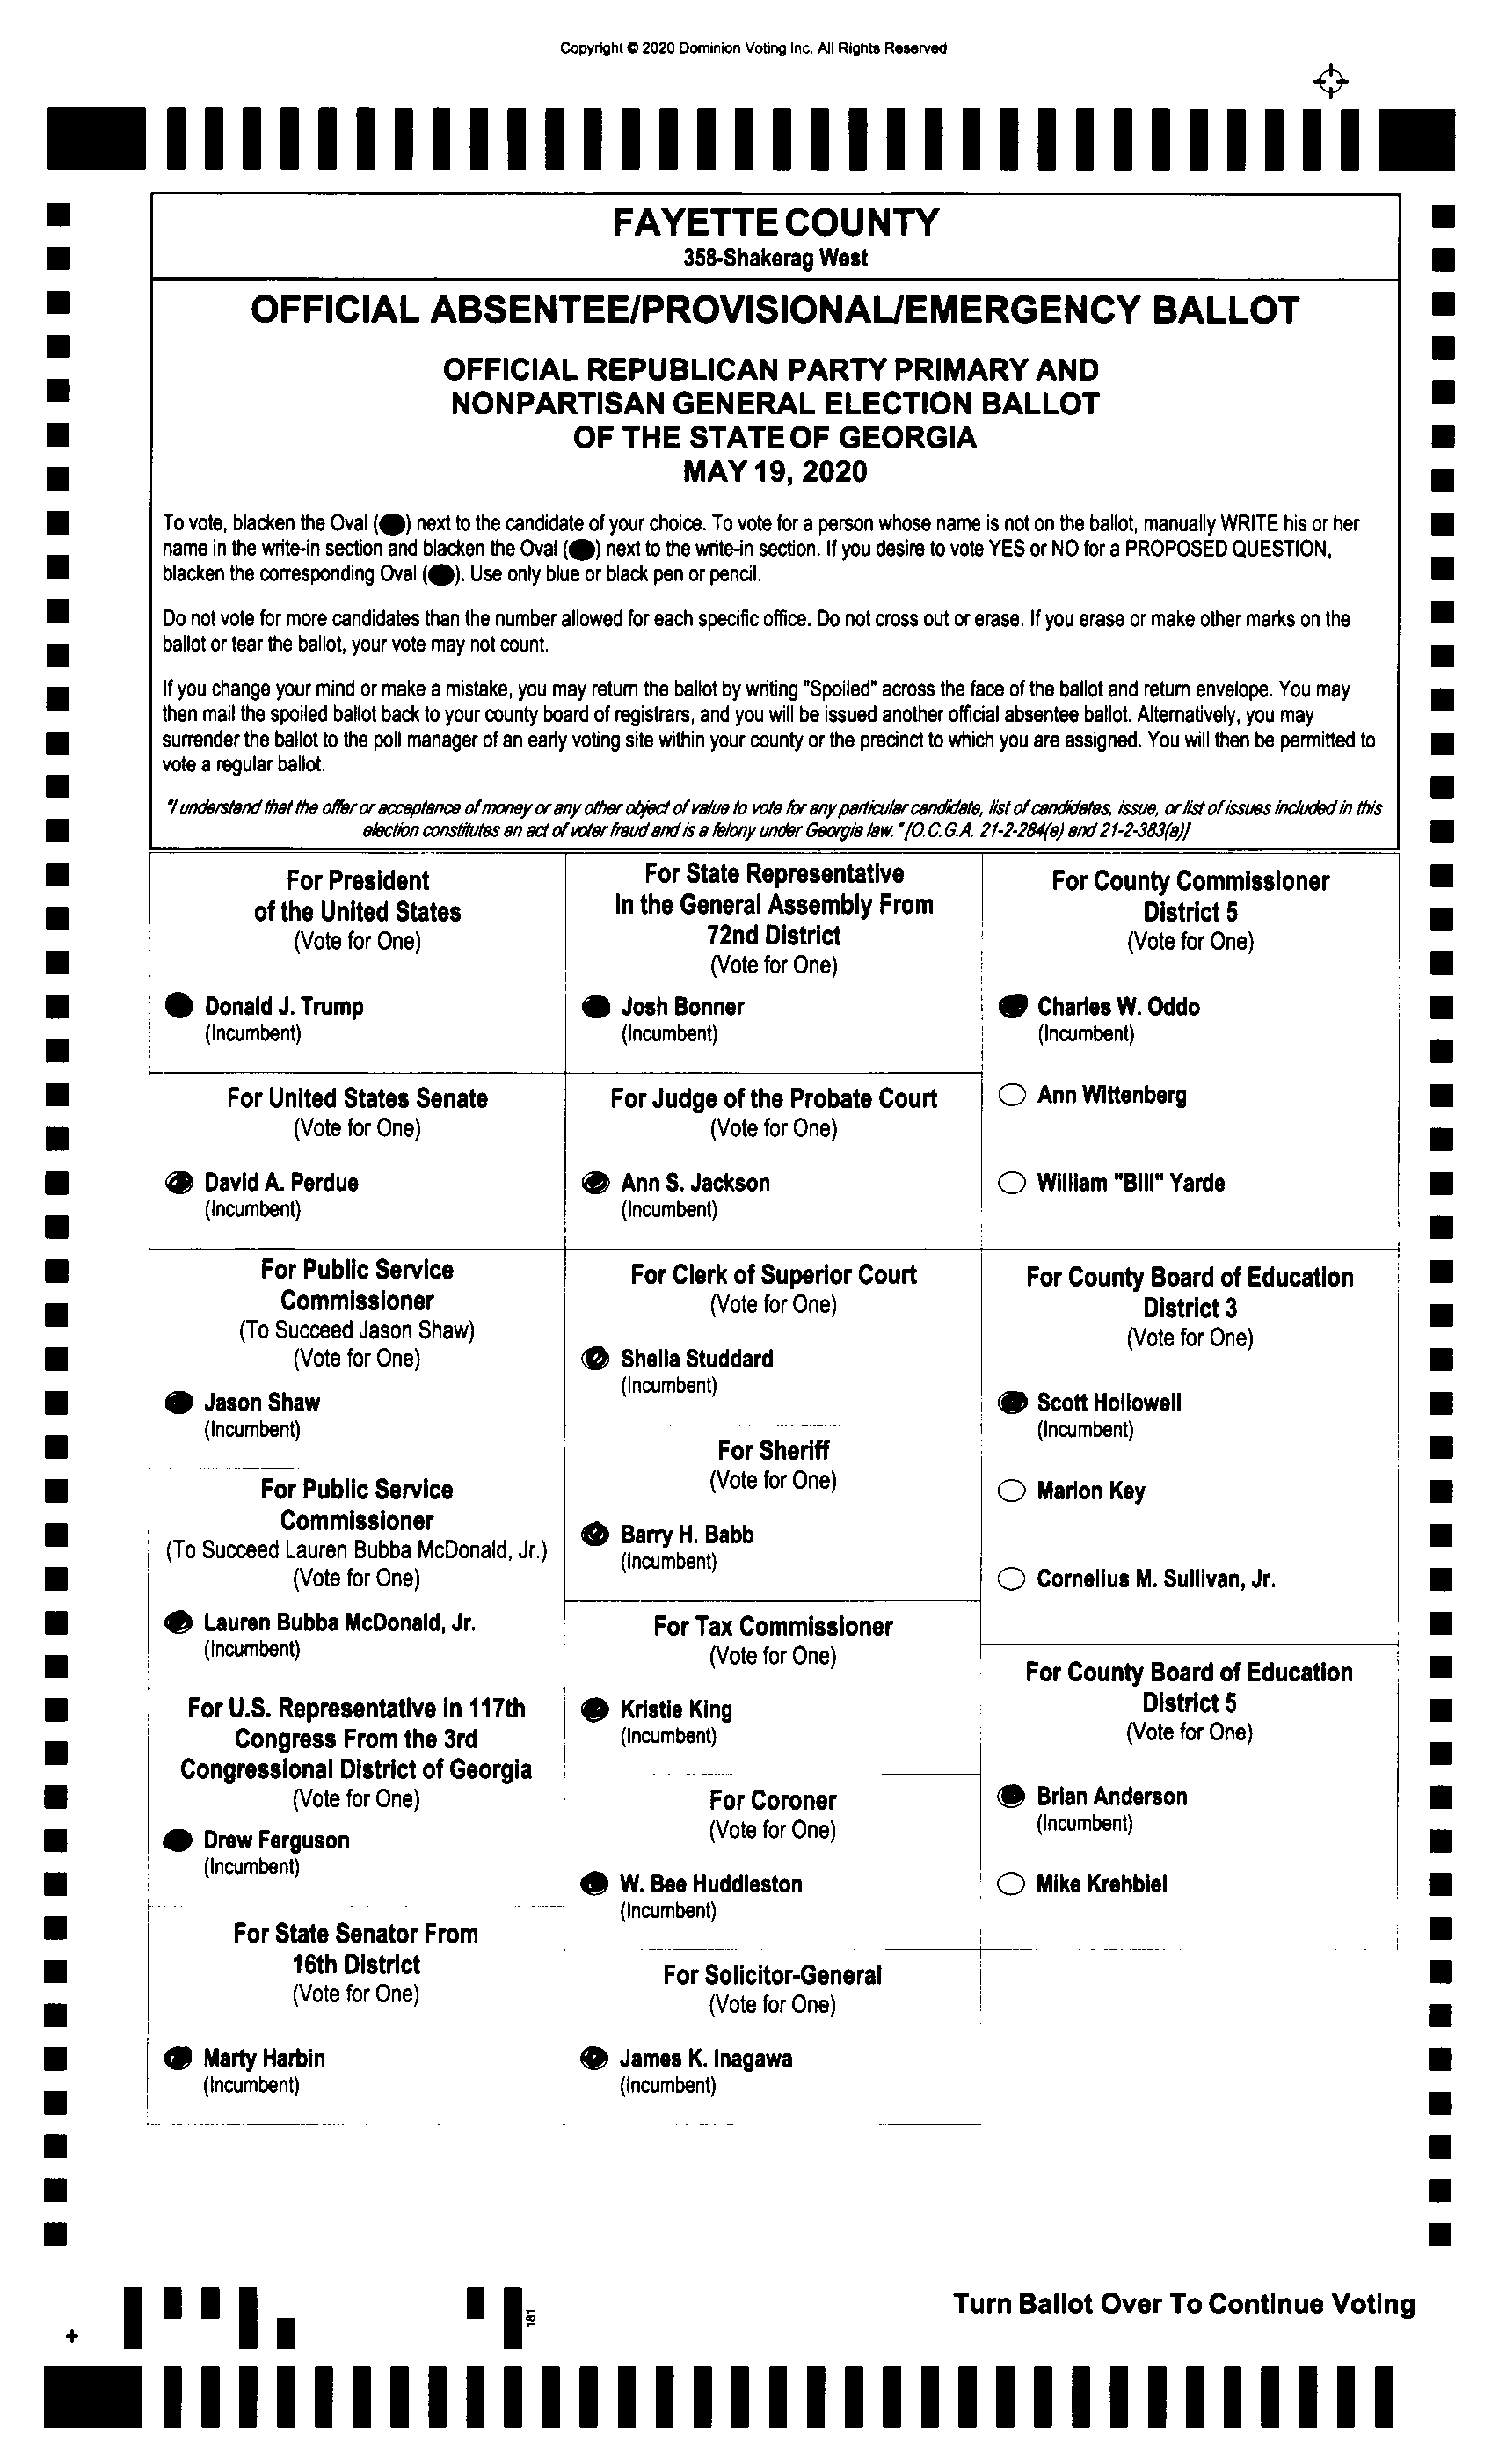 Copyright © 2020 Dominion Voting Inc. All Rights Reserved
FAYETTE COUNTY
358-Shakerag West
OFFICIAL ABSENTEE/PROVISIONAL/EMERGENCY BALLOT
OFFICIAL REPUBLICAN PARTY PRIMARY AND
NONPARTISAN GENERAL ELECTION BALLOT
OF THE STATE OF GEORGIA
MAY 19, 2020
To vote, blacken the Oval (●) next to the candidate of your choice. To vote for a person whose name is not on the ballot, manually WRITE his or her
name in the write-in section and blacken the Oval (●) next to the write-in section. If you desire to vote YES or NO for a PROPOSED QUESTION,
blacken the corresponding Oval (●). Use only blue or black pen or pencil.
Do not vote for more candidates than the number allowed for each specific office. Do not cross out or erase. If you erase or make other marks on the
ballot or tear the ballot, your vote may not count.
If you change your mind or make a mistake, you may return the ballot by writing "Spoiled" across the face of the ballot and return envelope. You may
then mail the spoiled ballot back to your county board of registrars, and you will be issued another official absentee ballot. Alternatively, you may
surrender the ballot to the poll manager of an early voting site within your county or the precinct to which you are assigned. You will then be permitted to
vote a regular ballot.
"I understand that the offer or acceptance of money or any other object of value to vote for any particular candidate, list of candidates, issue, or list of issues included in this
election constitutes an act of voter fraud and is a felony under Georgia law." [O.C.G.A. 21-2-284(e) and 21-2-383(a)]
For President
of the United States
(Vote for One)
Donald J. Trump
(Incumbent)
For United States Senate
(Vote for One)
David A. Perdue
(Incumbent)
For Public Service
Commissioner
(To Succeed Jason Shaw)
(Vote for One)
Jason Shaw
(Incumbent)
For Public Service
Commissioner
(To Succeed Lauren Bubba McDonald, Jr.)
(Vote for One)
Lauren Bubba McDonald, Jr.
(Incumbent)
For U.S. Representative in 117th
Congress From the 3rd
Congressional District of Georgia
(Vote for One)
Drew Ferguson
(Incumbent)
For State Senator From
16th District
(Vote for One)
Marty Harbin
(Incumbent)
For State Representative
In the General Assembly From
72nd District
(Vote for One)
Josh Bonner
(Incumbent)
For Judge of the Probate Court
(Vote for One)
Ann S. Jackson
(Incumbent)
For Clerk of Superior Court
(Vote for One)
Sheila Studdard
(Incumbent)
For Sheriff
(Vote for One)
Barry H. Babb
(Incumbent)
For Tax Commissioner
(Vote for One)
Kristie King
(Incumbent)
For Coroner
(Vote for One)
W. Bee Huddleston
(Incumbent)
For Solicitor-General
(Vote for One)
James K. Inagawa
(Incumbent)
For County Commissioner
District 5
(Vote for One)
Charles W. Oddo
(Incumbent)
Ann Wittenberg
William "Bill" Yarde
For County Board of Education
District 3
(Vote for One)
Scott Hollowell
(Incumbent)
Marion Key
Cornelius M. Sullivan, Jr.
For County Board of Education
District 5
(Vote for One)
Brian Anderson
(Incumbent)
Mike Krehbiel
181
Turn Ballot Over To Continue Voting